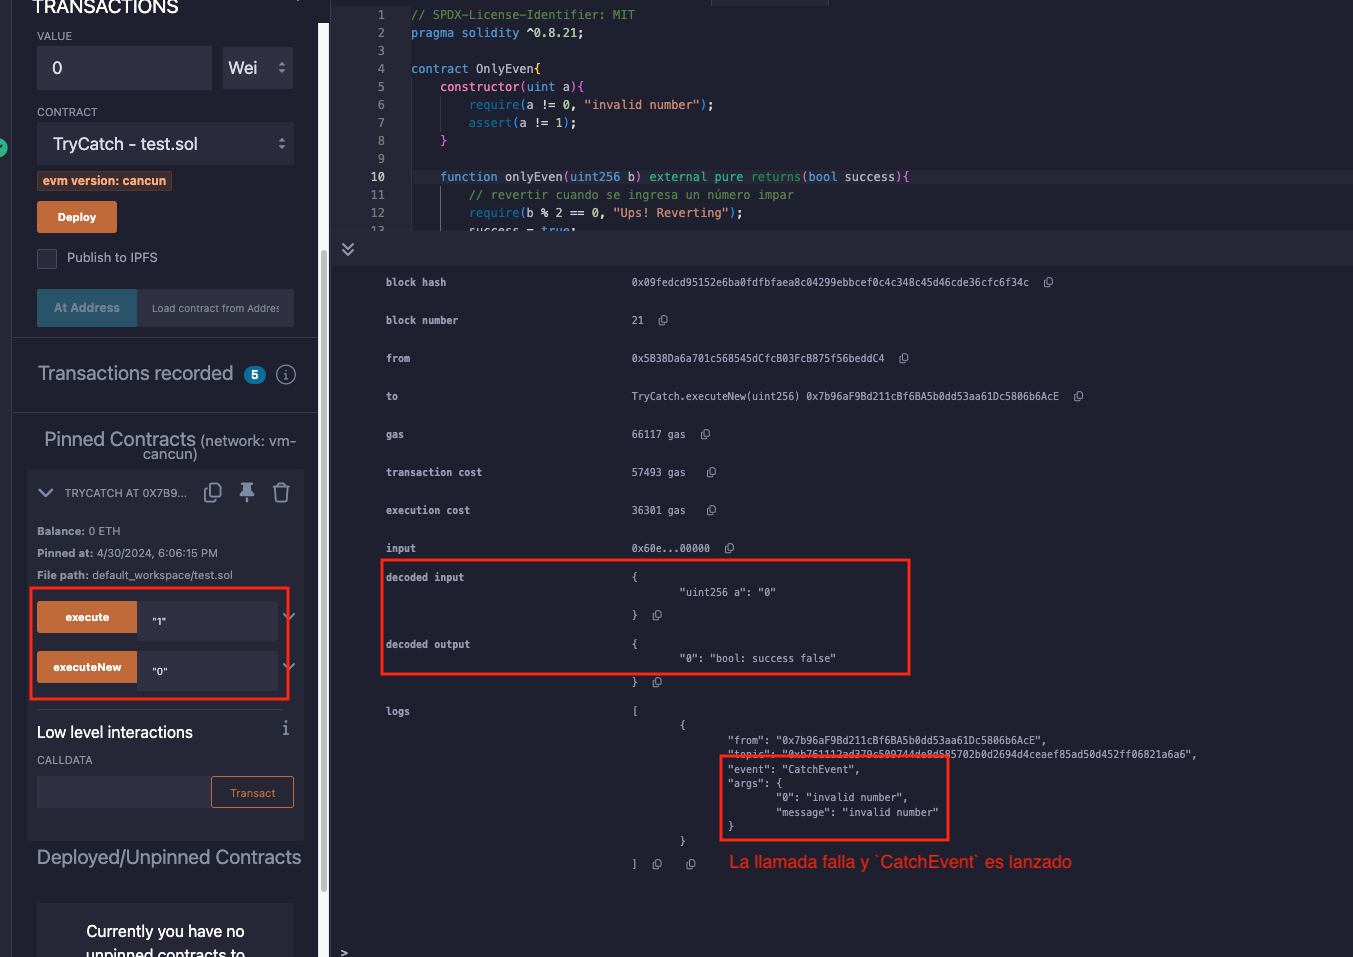 TRANSACTIONS
VALUE
0
Wei
CONTRACT
TryCatch - test.sol
evm version: cancun
Deploy
Publish to IPFS
At Address
Load contract from Addres
Transactions recorded 5
Pinned Contracts (network: vm-
cancun)
TRYCATCH AT 0X7B9...
Balance: 0 ETH
Pinned at: 4/30/2024, 6:06:15 PM
File path: default_workspace/test.sol
execute
"1"
executeNew
"0"
Low level interactions
CALLDATA
Transact
Deployed/Unpinned Contracts
Currently you have no
unpinned contracts to
1 // SPDX-License-Identifier: MIT
2 pragma solidity ^0.8.21;
3
4 contract OnlyEven{
5 constructor(uint a){
6 require(a != 0, "invalid number");
7 assert(a != 1);
8 }
9
10 function onlyEven(uint256 b) external pure returns(bool success){
11 // revertir cuando se ingresa un número impar
12 require(b % 2 == 0, "Ups! Reverting");
13 success = true;
block hash 0x09fedcd95152e6ba0fdfbfaea8c04299ebbcef0c4c348c45d46cde36cfc6f34c
block number 21
from 0x5B38Da6a701c568545dCfcB03FcB875f56beddC4
to TryCatch.executeNew(uint256) 0x7b96aF9Bd211cBf6BA5b0dd53aa61Dc5806b6AcE
gas 66117 gas
transaction cost 57493 gas
execution cost 36301 gas
input 0x60e...00000
decoded input {
"uint256 a": "0"
}
decoded output {
"0": "bool: success false"
}
logs [
{
"from": "0x7b96aF9Bd211cBf6BA5b0dd53aa61Dc5806b6AcE",
"topic":
"event": "CatchEvent",
"args": {
"0": "invalid number",
"message": "invalid number"
}
}
]
La llamada falla y `CatchEvent` es lanzado
>